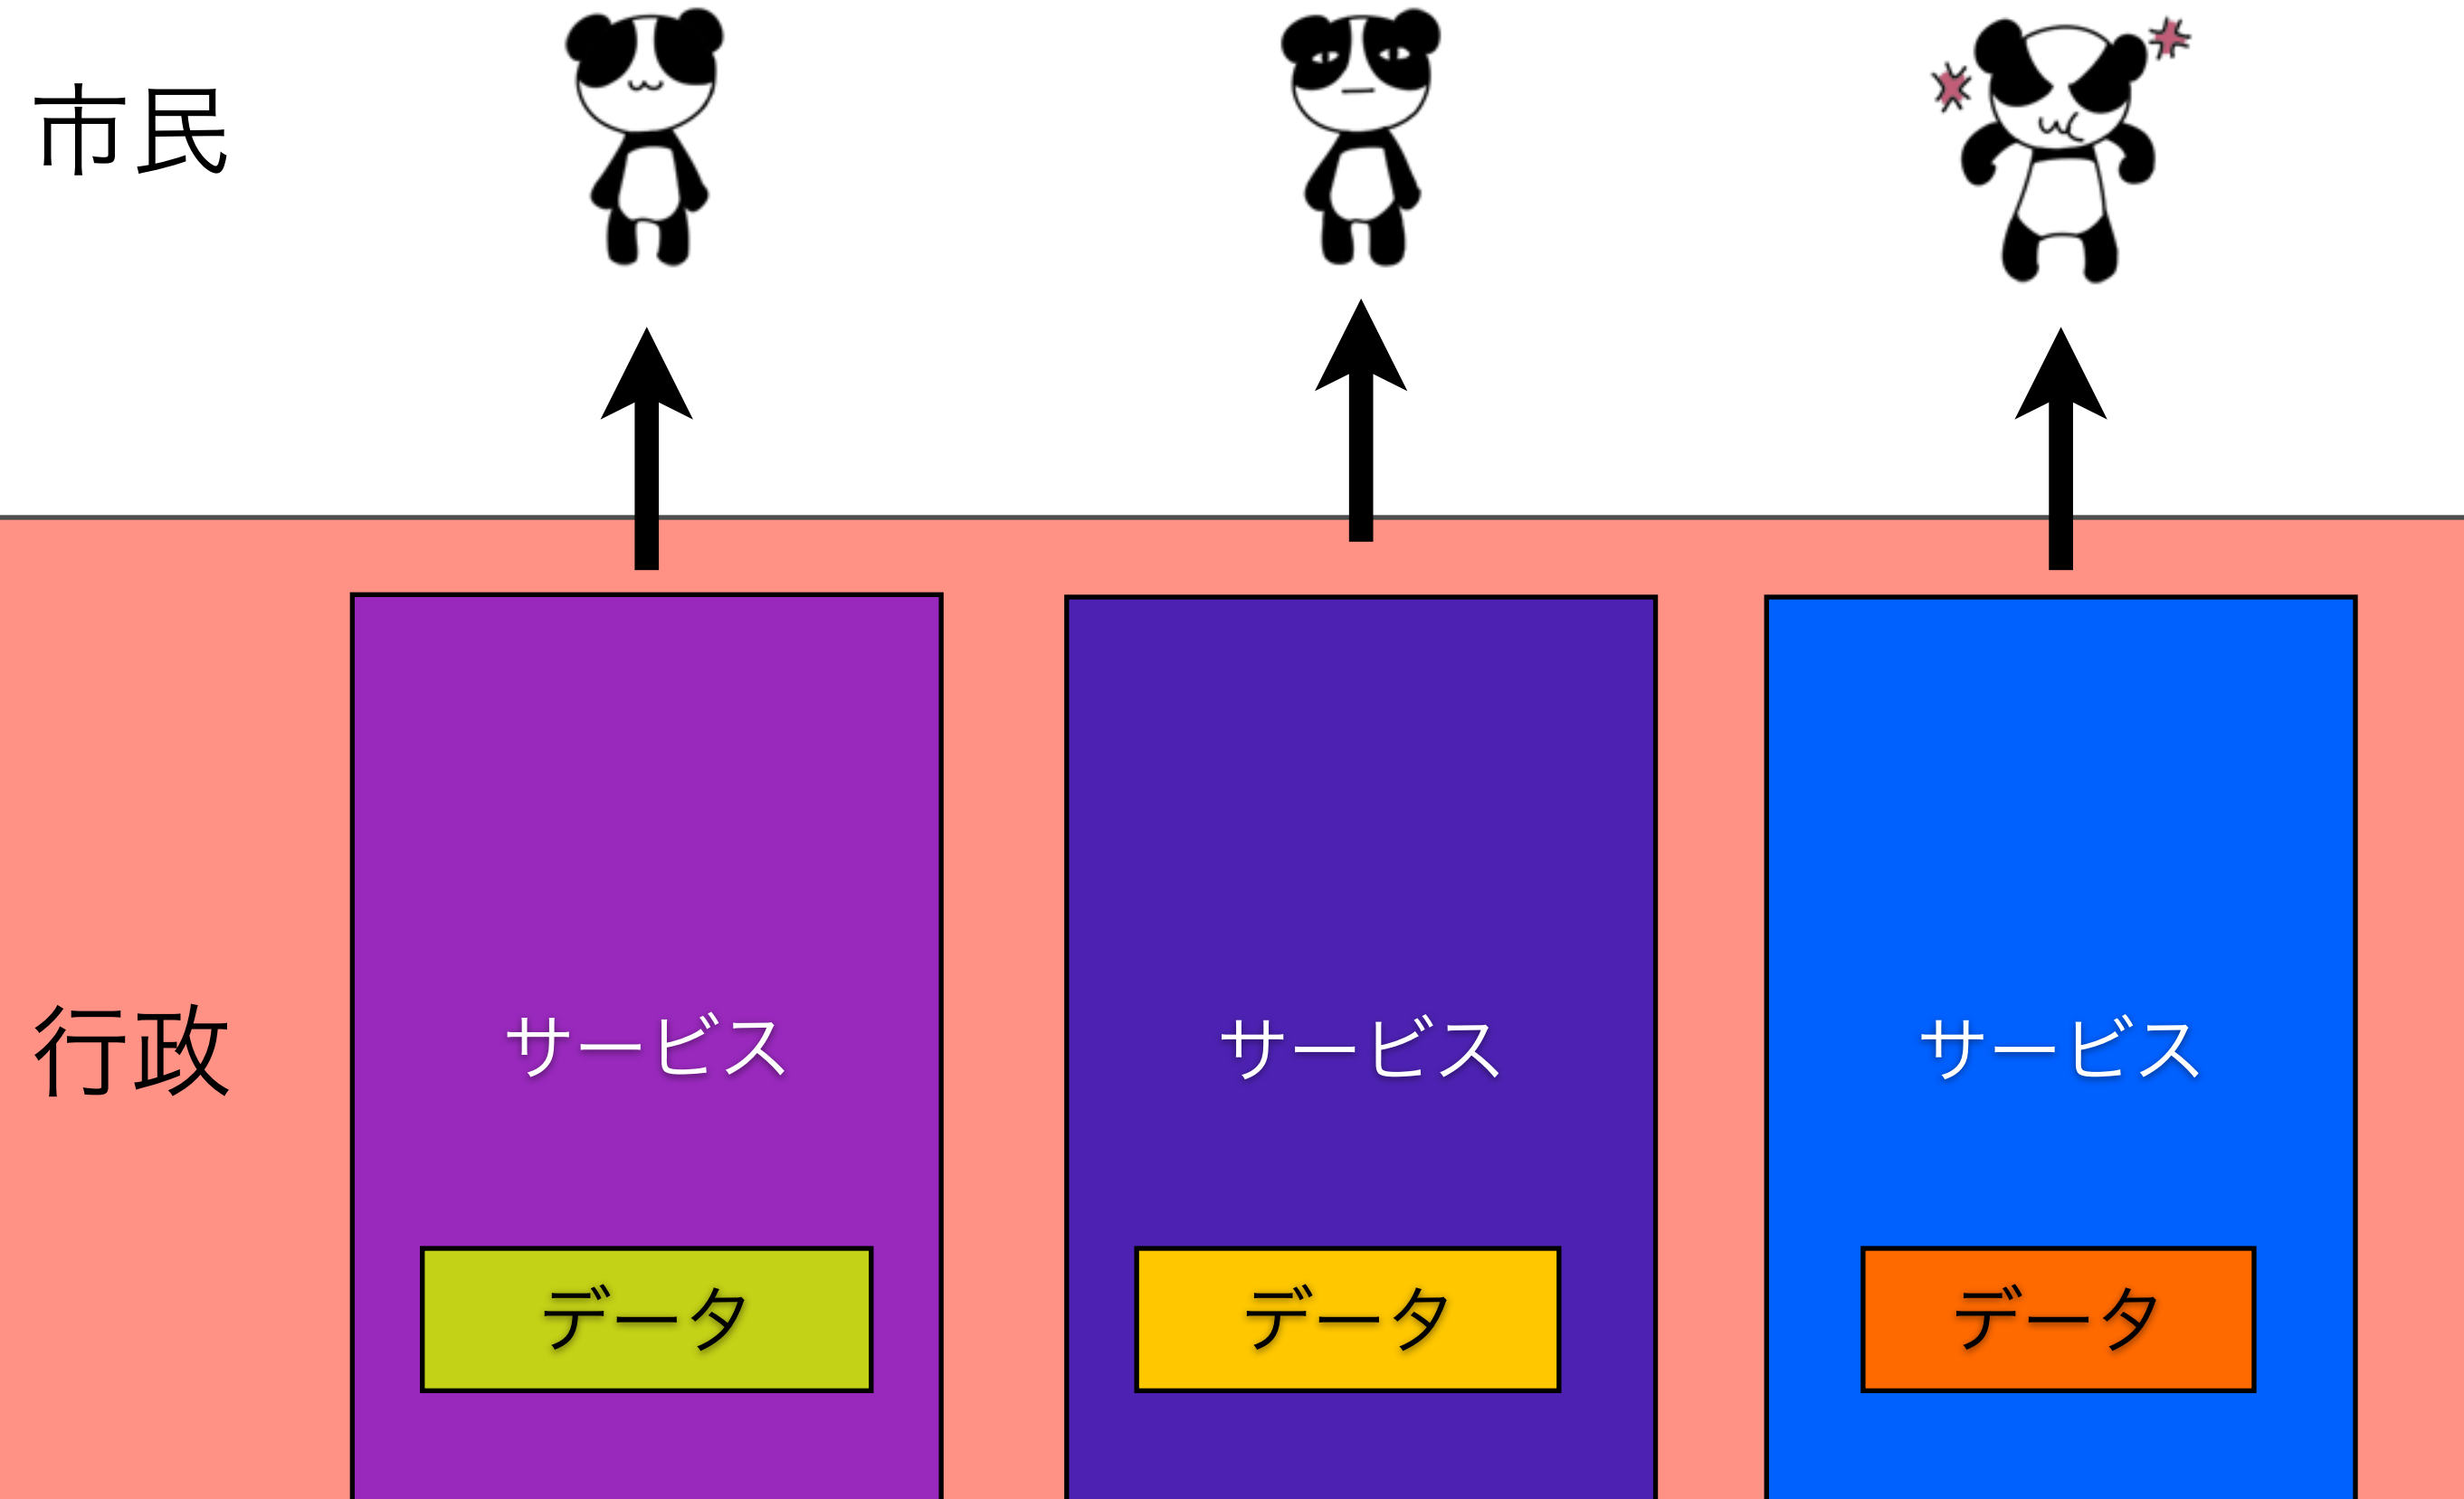 市民
行政
サービス
サービス
サービス
データ
データ
データ